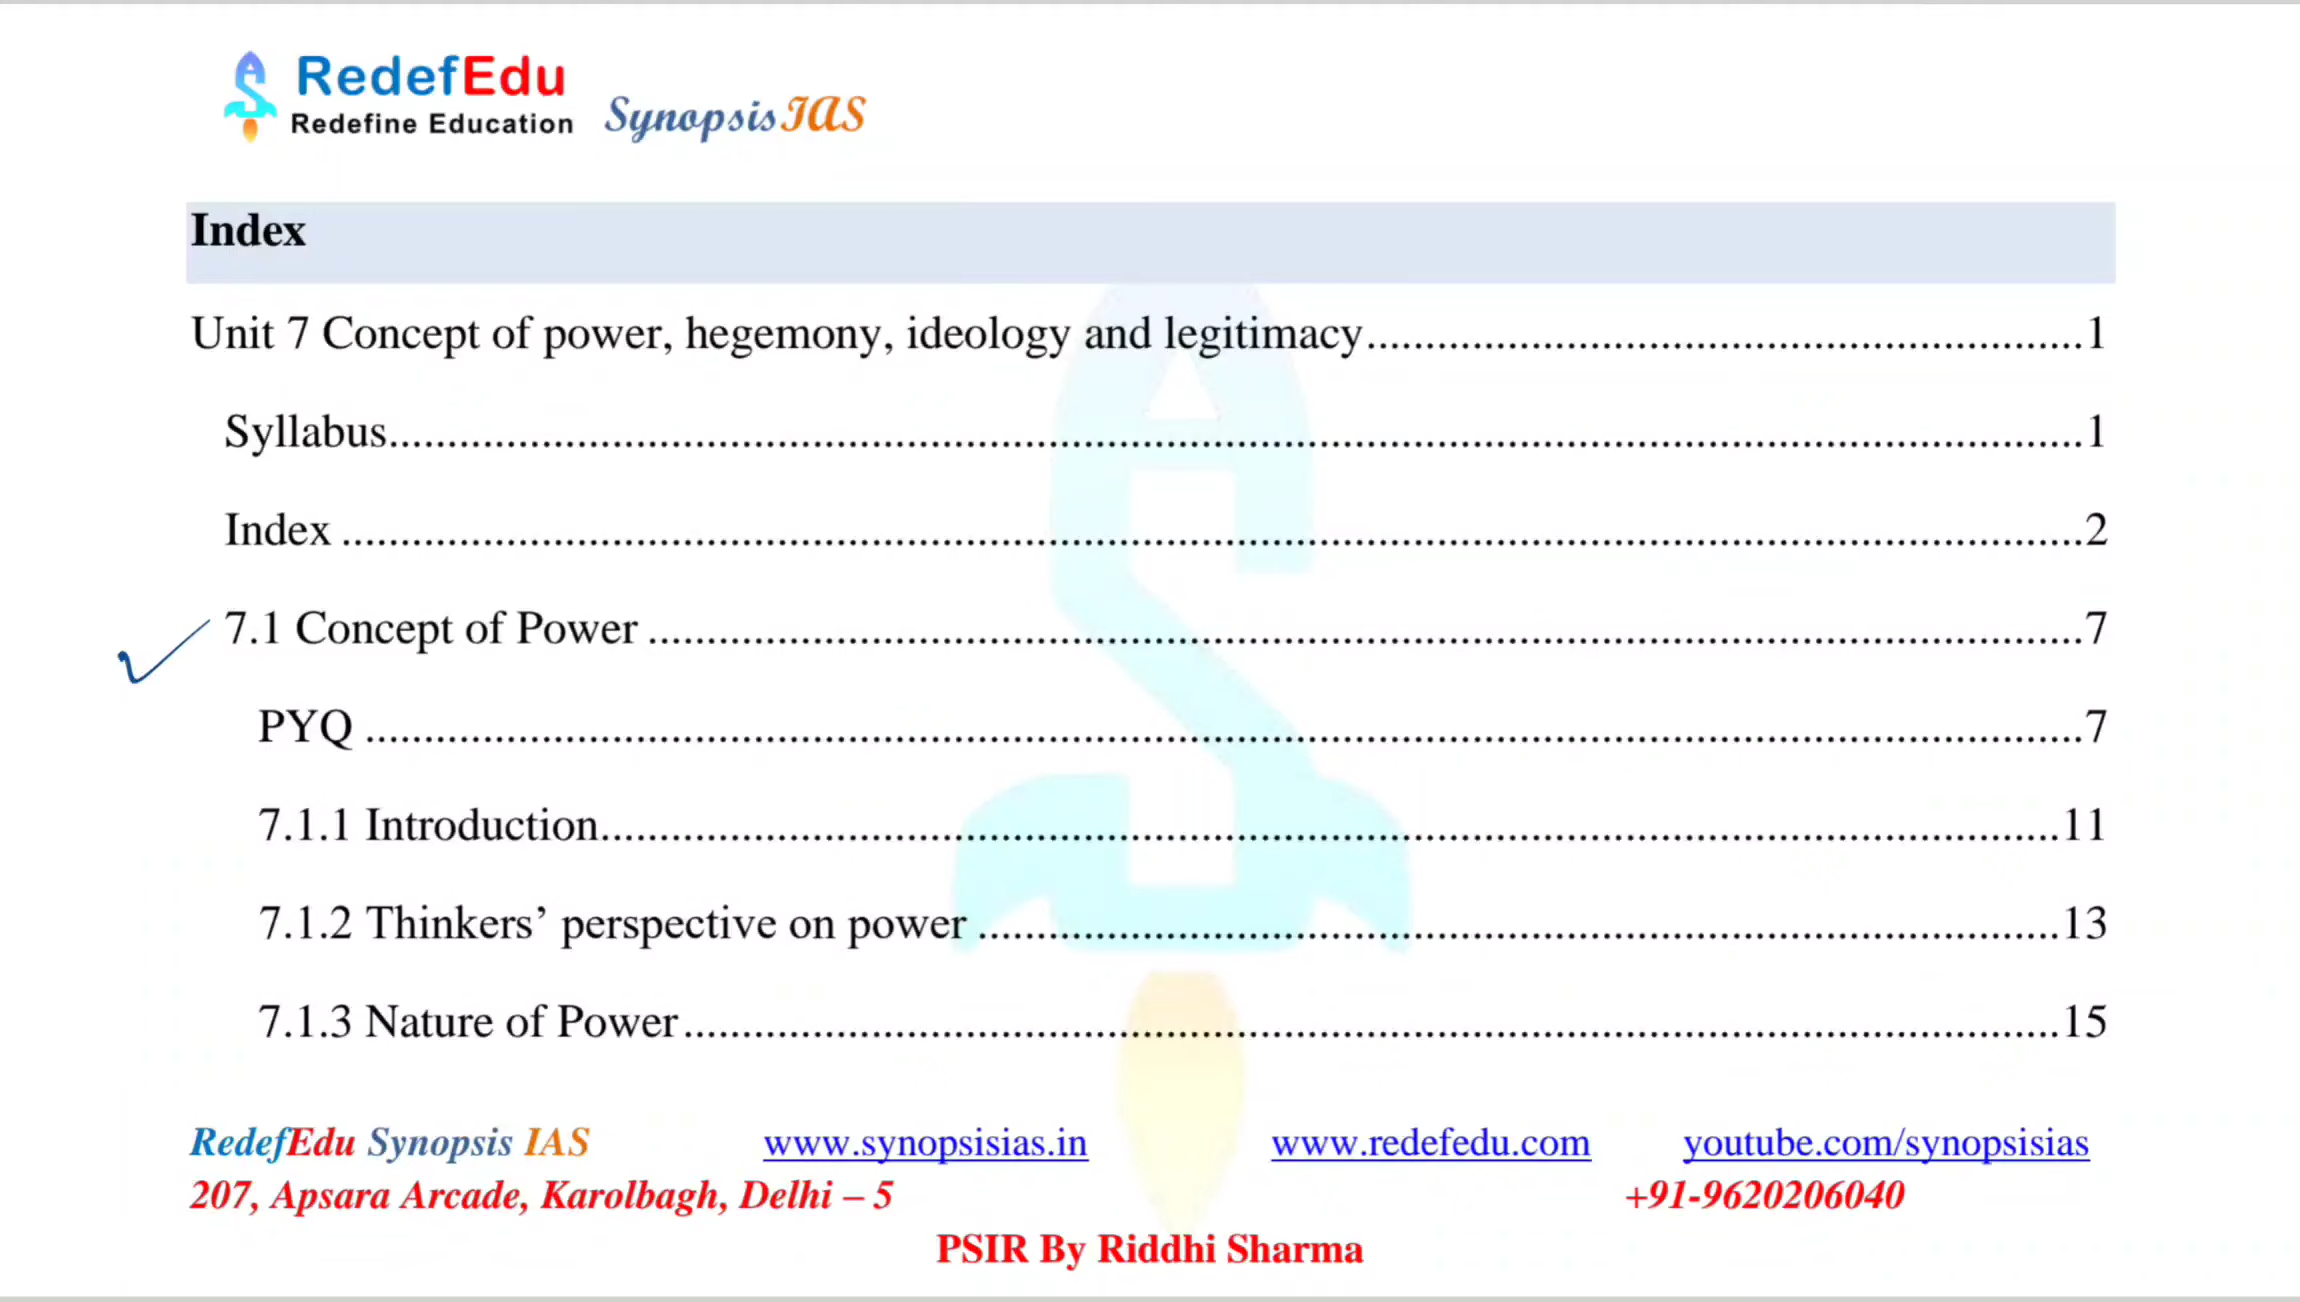 RedefEdu
Redefine Education SynopsisIAS
Index
Unit 7 Concept of power, hegemony, ideology and legitimacy..........1
Syllabus..........1
Index ..........2
7.1 Concept of Power ..........7
PYQ ..........7
7.1.1 Introduction..........11
7.1.2 Thinkers’ perspective on power ..........13
7.1.3 Nature of Power..........15
RedefEdu Synopsis IAS www.synopsisias.in www.redefedu.com youtube.com/synopsisias
207, Apsara Arcade, Karolbagh, Delhi – 5 +91-9620206040
PSIR By Riddhi Sharma